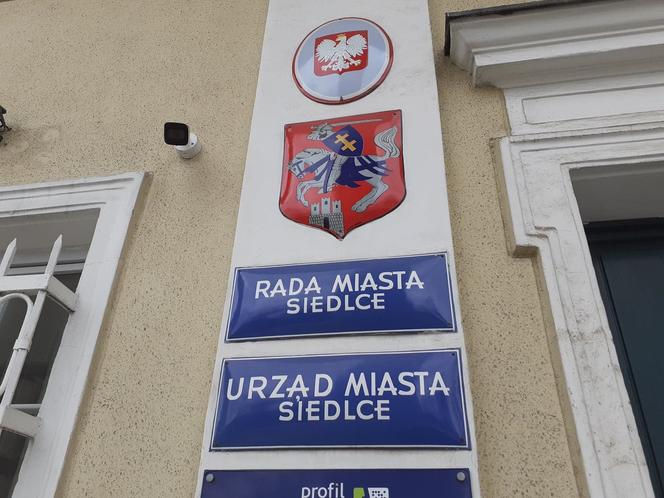 RADA MIASTA
SIEDLCE
URZĄD MIASTA
SIEDLCE
profil